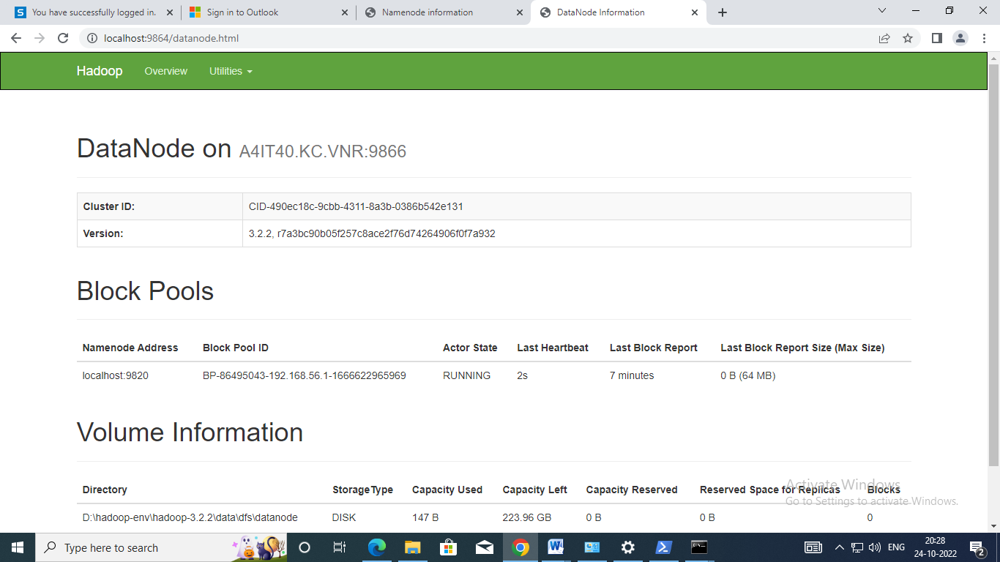 You have successfully logged in.
Sign in to Outlook
Namenode information
DataNode Information
localhost:9864/datanode.html
Hadoop Overview Utilities
DataNode on A4IT40.KC.VNR:9866
Cluster ID: CID-490ec18c-9cbb-4311-8a3b-0386b542e131
Version: 3.2.2, r7a3bc90b05f257c8ace2f76d74264906f0f7a932
Block Pools
Namenode Address Block Pool ID Actor State Last Heartbeat Last Block Report Last Block Report Size (Max Size)
localhost:9820 BP-86495043-192.168.56.1-1666622965969 RUNNING 2s 7 minutes 0 B (64 MB)
Volume Information
Directory StorageType Capacity Used Capacity Left Capacity Reserved Reserved Space for Replicas Blocks
D:\hadoop-env\hadoop-3.2.2\data\dfs\datanode DISK 147 B 223.96 GB 0 B 0 B 0
Activate Windows
Go to Settings to activate Windows.
Type here to search
ENG
20:28
24-10-2022
2